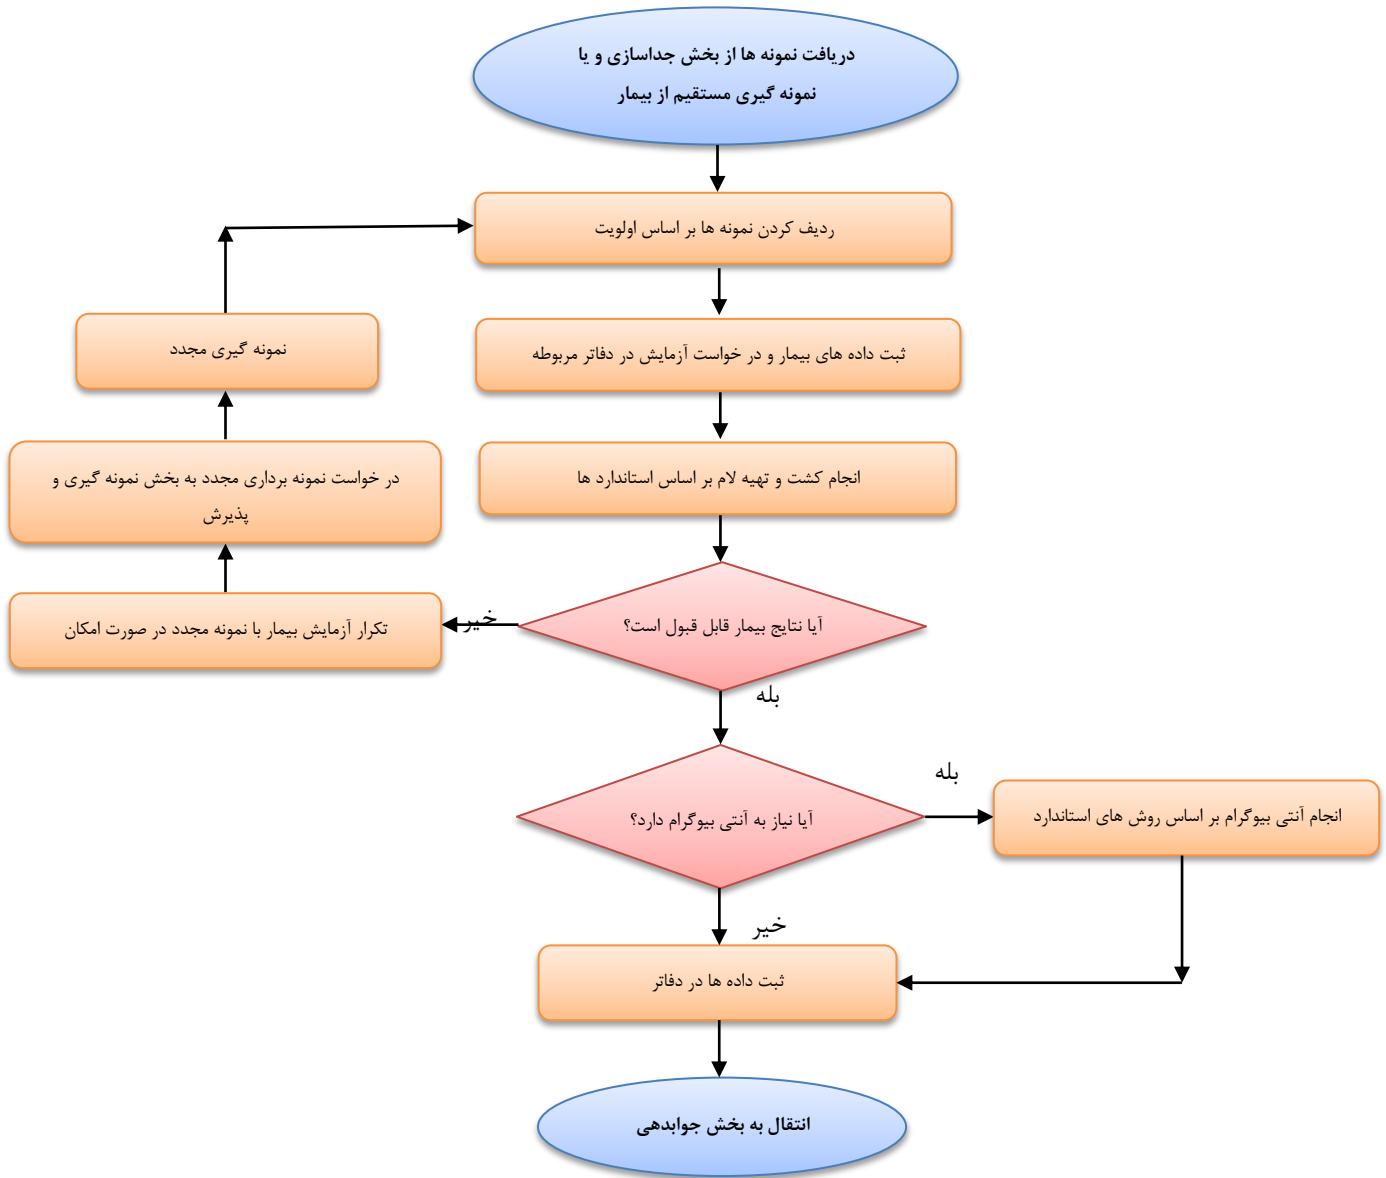 دریافت نمونه ها از بخش جداسازی و یا
نمونه گیری مستقیم از بیمار
ردیف کردن نمونه ها بر اساس اولویت
ثبت داده های بیمار و در خواست آزمایش در دفاتر مربوطه
انجام کشت و تهیه لام بر اساس استاندارد ها
آیا نتایج بیمار قابل قبول است؟
خیر
تکرار آزمایش بیمار با نمونه مجدد در صورت امکان
در خواست نمونه برداری مجدد به بخش نمونه گیری و
پذیرش
نمونه گیری مجدد
بله
آیا نیاز به آنتی بیوگرام دارد؟
بله
انجام آنتی بیوگرام بر اساس روش های استاندارد
خیر
ثبت داده ها در دفاتر
انتقال به بخش جوابدهی